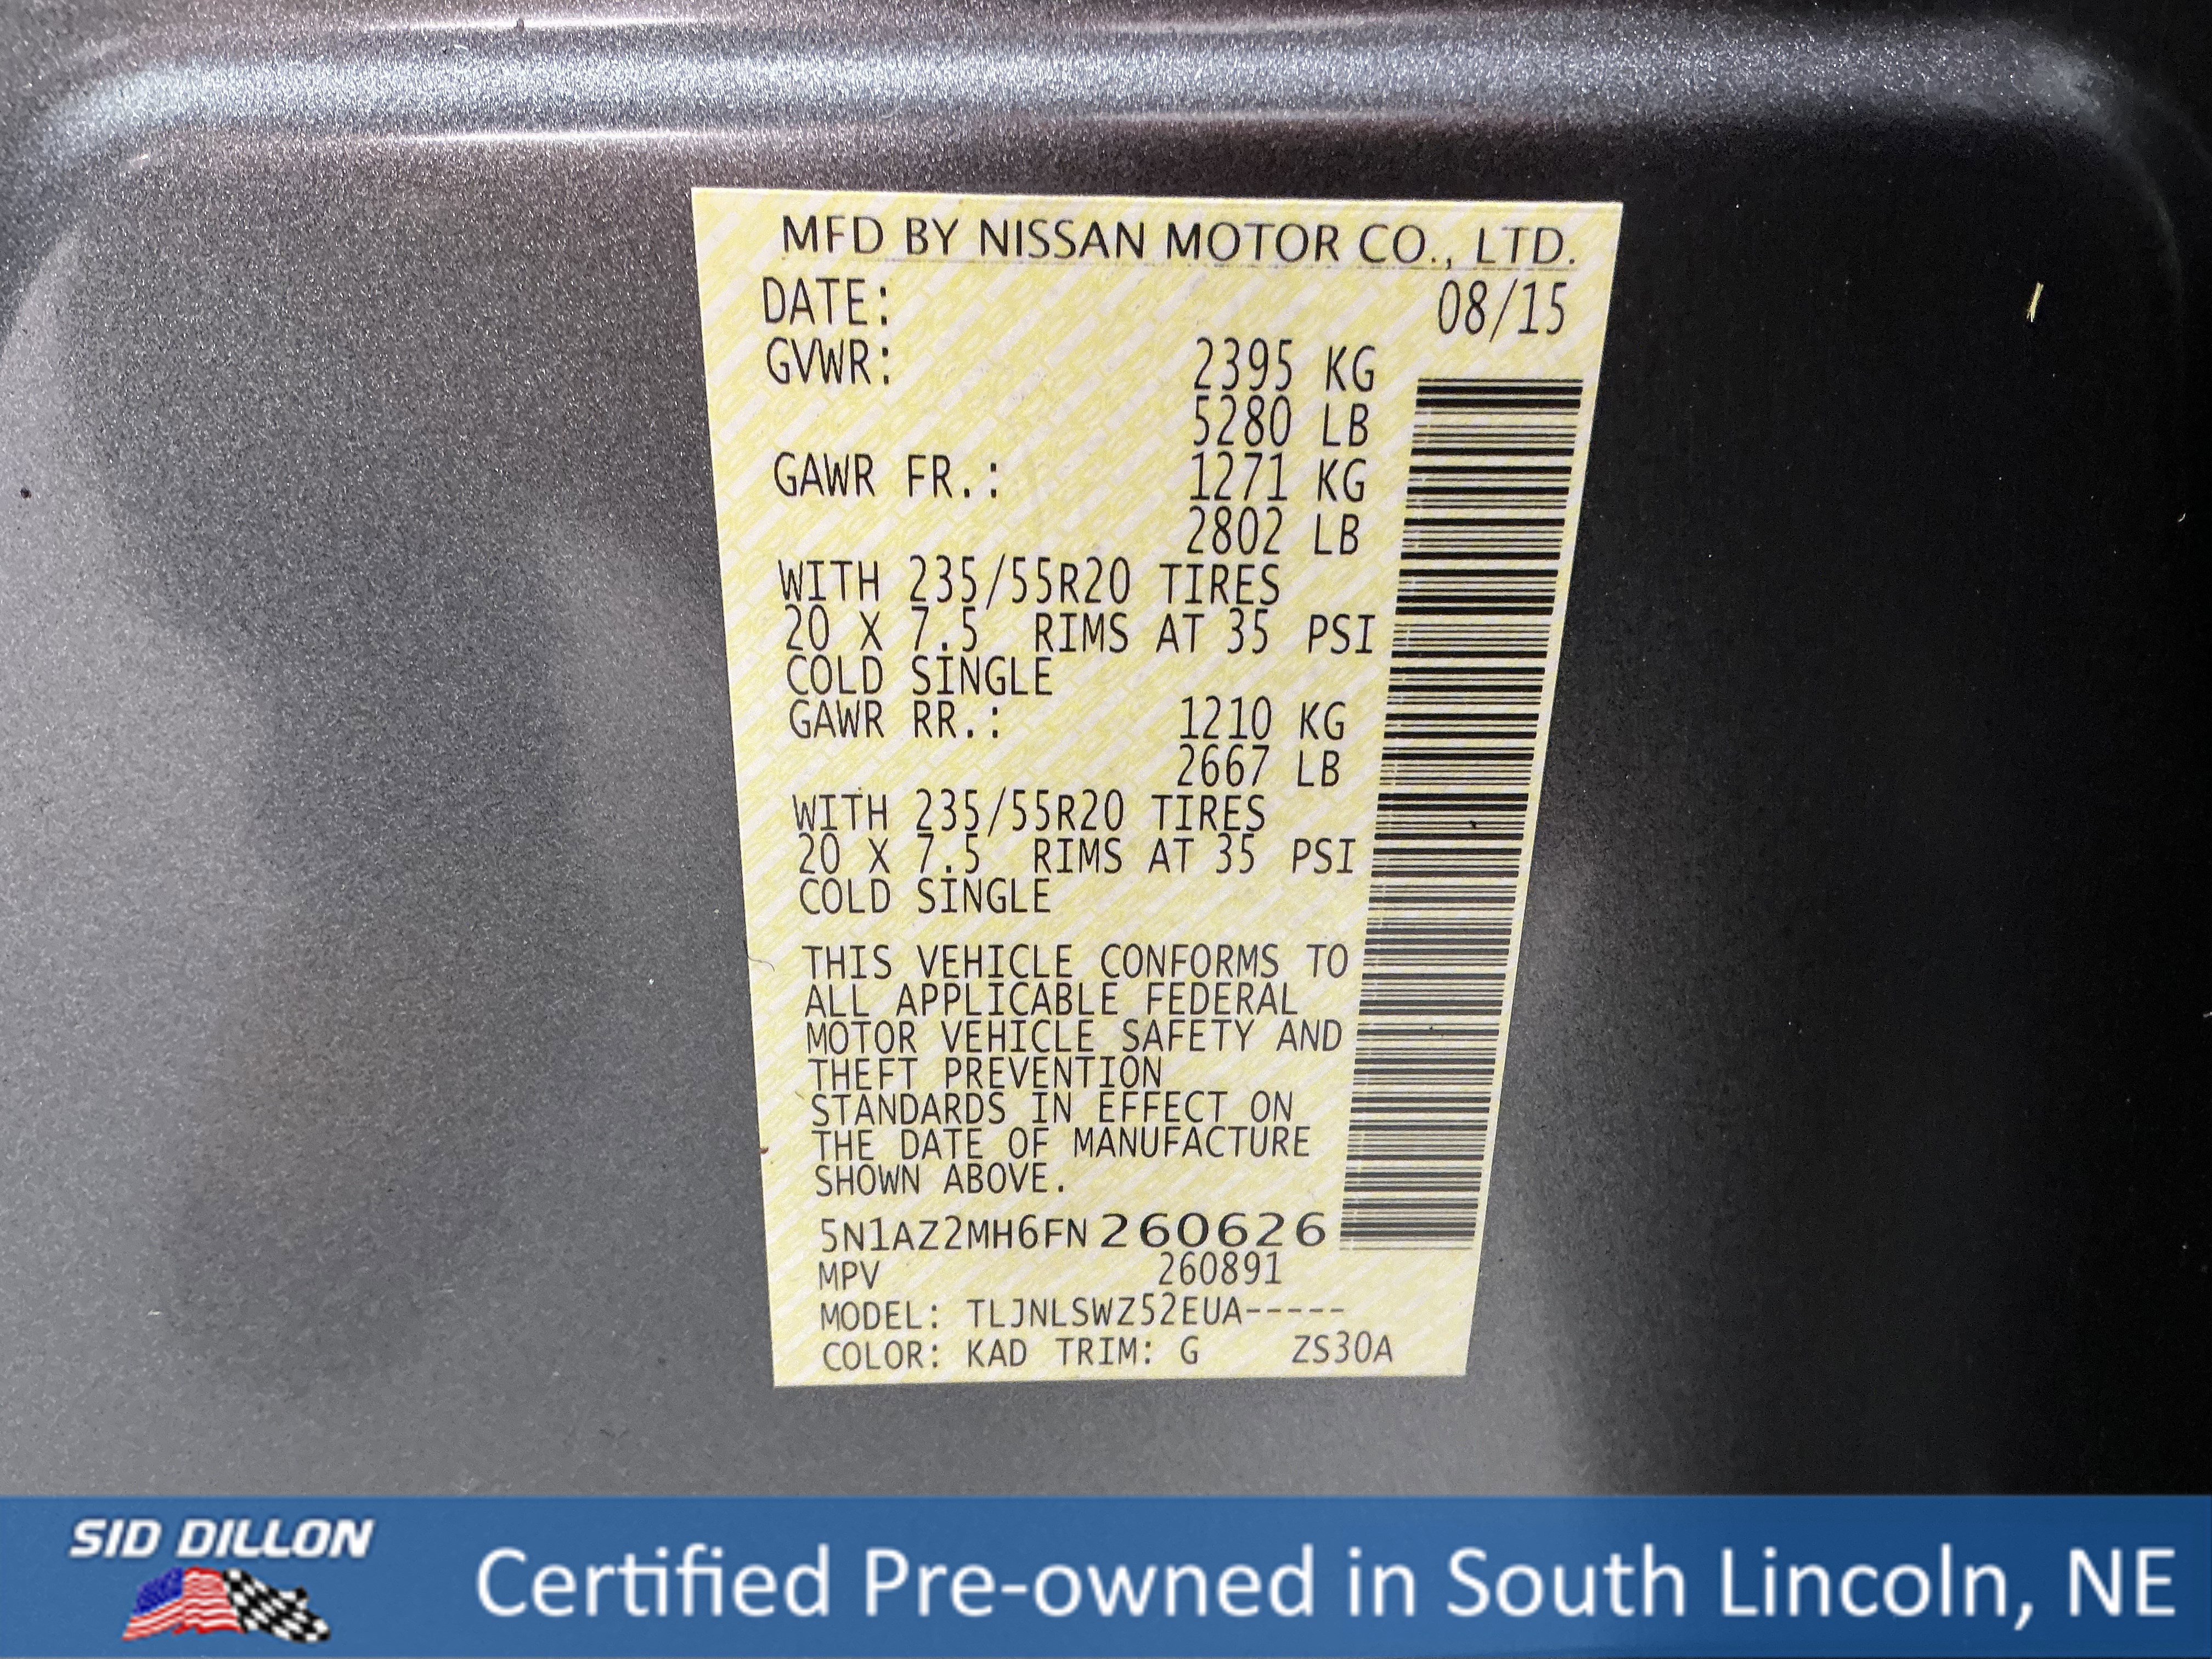 MFD BY NISSAN MOTOR CO., LTD.
DATE: 08/15
GVWR: 2395 KG
5280 LB
GAWR FR.: 1271 KG
2802 LB
WITH 235/55R20 TIRES
20 X 7.5 RIMS AT 35 PSI
COLD SINGLE
GAWR RR.: 1210 KG
2667 LB
WITH 235/55R20 TIRES
20 X 7.5 RIMS AT 35 PSI
COLD SINGLE
THIS VEHICLE CONFORMS TO
ALL APPLICABLE FEDERAL
MOTOR VEHICLE SAFETY AND
THEFT PREVENTION
STANDARDS IN EFFECT ON
THE DATE OF MANUFACTURE
SHOWN ABOVE.
5N1AZ2MH6FN260626
MPV 260891
MODEL: TLJNLSWZ52EUA-----
COLOR: KAD TRIM: G ZS30A
SID DILLON
Certified Pre-owned in South Lincoln, NE